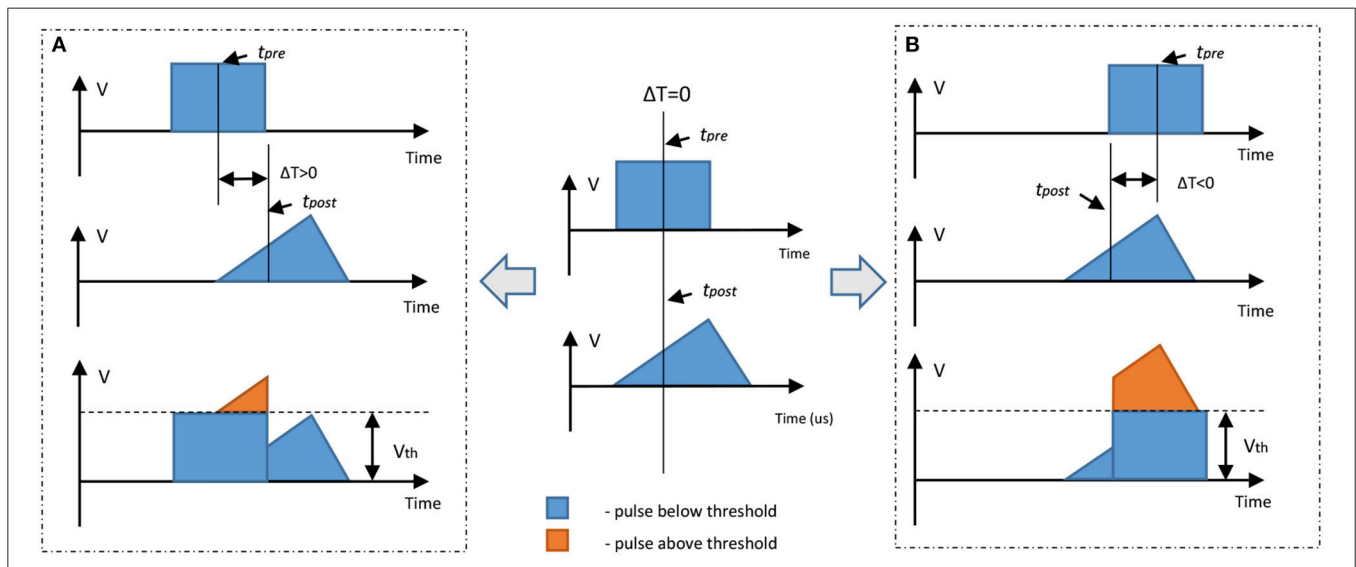 A
tpre
V
Time
ΔT>0
tpost
V
Time
V
Vth
Time
ΔT=0
tpre
V
Time
tpost
V
Time (us)
- pulse below threshold
- pulse above threshold
B
tpre
V
Time
ΔT<0
tpost
V
Time
V
Vth
Time